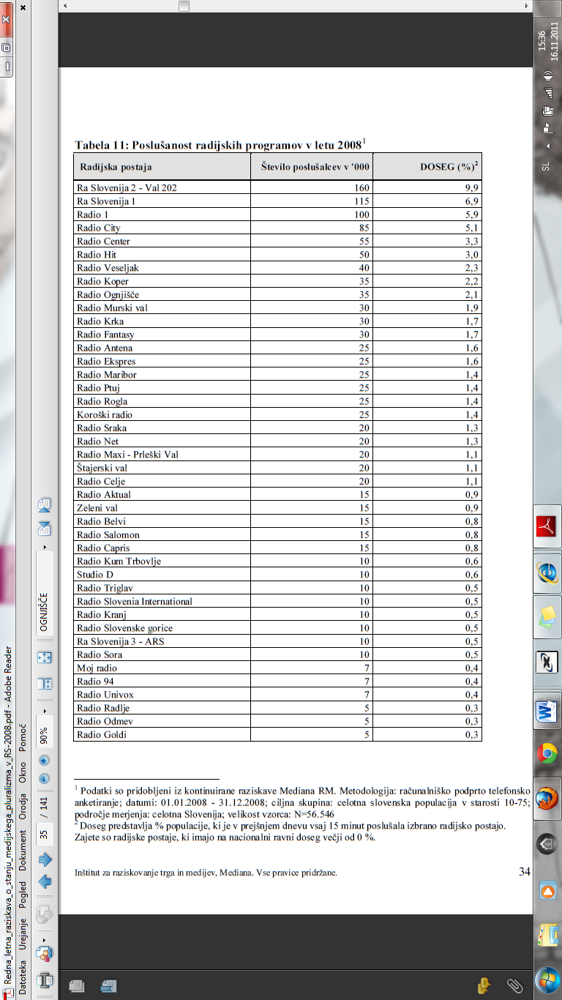 Redna_letna_raziskava_o_stanju_medijskega_pluralizma_v_RS-2008.pdf - Adobe Reader
Datoteka Urejanje Pogled Dokument Orodja Okno Pomoč
35 / 141 90% OGNJIŠČE
Tabela 11: Poslušanost radijskih programov v letu 2008¹
Radijska postaja Število poslušalcev v '000 DOSEG (%)²
Ra Slovenija 2 - Val 202 160 9,9
Ra Slovenija 1 115 6,9
Radio 1 100 5,9
Radio City 85 5,1
Radio Center 55 3,3
Radio Hit 50 3,0
Radio Veseljak 40 2,3
Radio Koper 35 2,2
Radio Ognjišče 35 2,1
Radio Murski val 30 1,9
Radio Krka 30 1,7
Radio Fantasy 30 1,7
Radio Antena 25 1,6
Radio Ekspres 25 1,6
Radio Maribor 25 1,4
Radio Ptuj 25 1,4
Radio Rogla 25 1,4
Koroški radio 25 1,4
Radio Sraka 20 1,3
Radio Net 20 1,3
Radio Maxi - Prleški Val 20 1,1
Štajerski val 20 1,1
Radio Celje 20 1,1
Radio Aktual 15 0,9
Zeleni val 15 0,9
Radio Belvi 15 0,8
Radio Salomon 15 0,8
Radio Capris 15 0,8
Radio Kum Trbovlje 10 0,6
Studio D 10 0,6
Radio Triglav 10 0,5
Radio Slovenia International 10 0,5
Radio Kranj 10 0,5
Radio Slovenske gorice 10 0,5
Ra Slovenija 3 - ARS 10 0,5
Radio Sora 10 0,5
Moj radio 7 0,4
Radio 94 7 0,4
Radio Univox 7 0,4
Radio Radlje 5 0,3
Radio Odmev 5 0,3
Radio Goldi 5 0,3
¹ Podatki so pridobljeni iz kontinuirane raziskave Mediana RM. Metodologija: računalniško podprto telefonsko
anketiranje; datumi: 01.01.2008 - 31.12.2008; ciljna skupina: celotna slovenska populacija v starosti 10-75;
področje merjenja: celotna Slovenija; velikost vzorca: N=56.546
² Doseg predstavlja % populacije, ki je v prejšnjem dnevu vsaj 15 minut poslušala izbrano radijsko postajo.
Zajete so radijske postaje, ki imajo na nacionalni ravni doseg večji od 0 %.
Inštitut za raziskovanje trga in medijev, Mediana. Vse pravice pridržane. 34
SL
15:36
16.11.2011